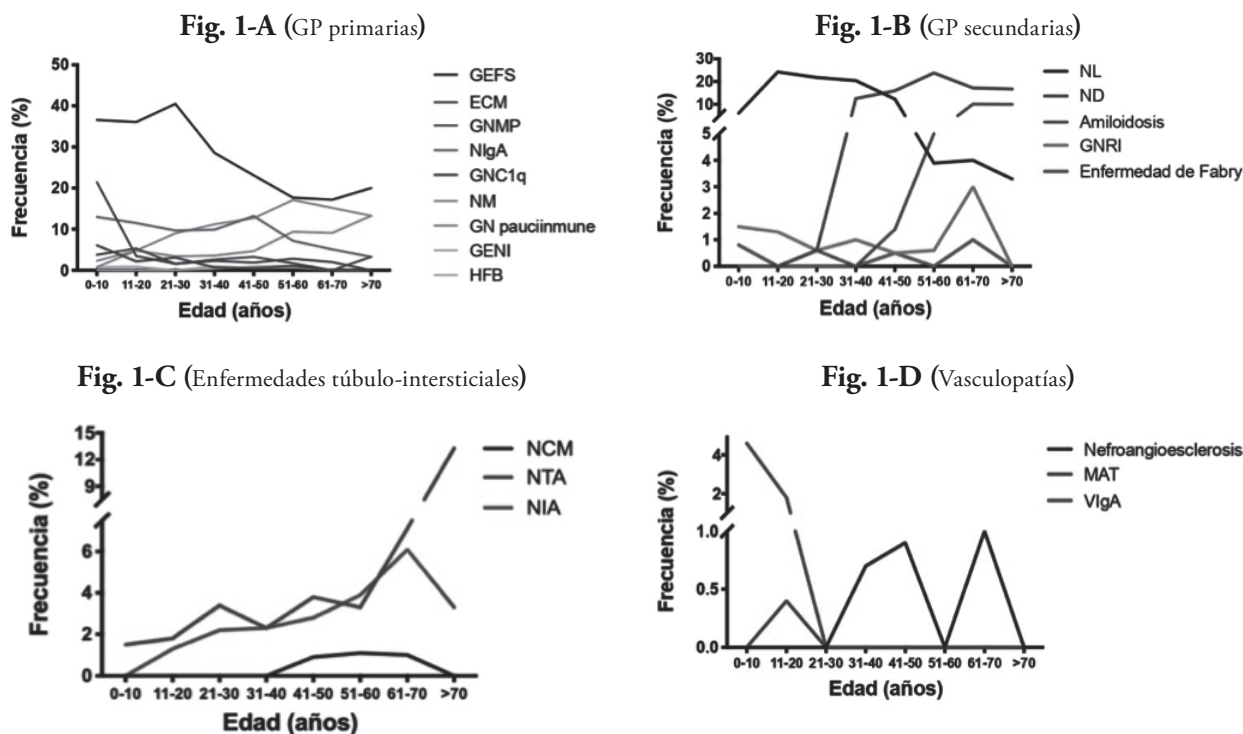 Fig. 1-A (GP primarias)
50
40
30
20
10
0
Frecuencia (%)
0-10 11-20 21-30 31-40 41-50 51-60 61-70 >70
Edad (años)
GEFS
ECM
GNMP
NIgA
GNC1q
NM
GN pauciinmune
GENI
HFB
Fig. 1-B (GP secundarias)
30
20
10
5
4
3
2
1
0
Frecuencia (%)
0-10 11-20 21-30 31-40 41-50 51-60 61-70 >70
Edad (años)
NL
ND
Amiloidosis
GNRI
Enfermedad de Fabry
Fig. 1-C (Enfermedades túbulo-intersticiales)
15
13
11
9
6
4
2
0
Frecuencia (%)
0-10 11-20 21-30 31-40 41-50 51-60 61-70 >70
Edad (años)
NCM
NTA
NIA
Fig. 1-D (Vasculopatías)
4
2
1.0
0.5
0.0
Frecuencia (%)
0-10 11-20 21-30 31-40 41-50 51-60 61-70 >70
Edad (años)
Nefroangioesclerosis
MAT
VIgA